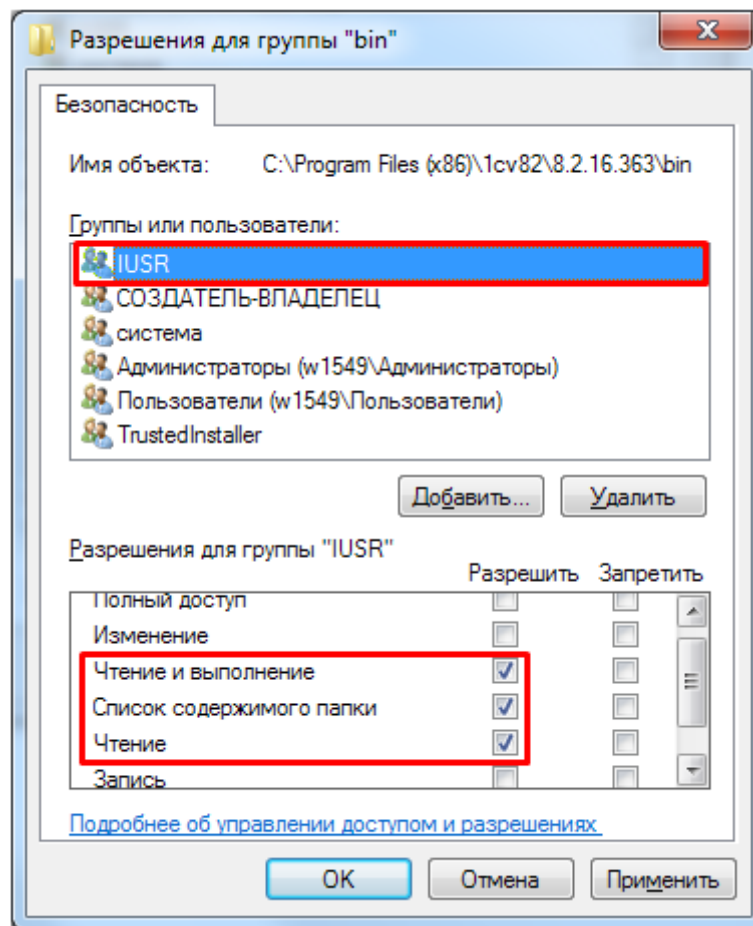 Разрешения для группы "bin"
Безопасность
Имя объекта: C:\Program Files (x86)\1cv82\8.2.16.363\bin
Группы или пользователи:
IUSR
СОЗДАТЕЛЬ-ВЛАДЕЛЕЦ
система
Администраторы (w1549\Администраторы)
Пользователи (w1549\Пользователи)
TrustedInstaller
Добавить... Удалить
Разрешения для группы "IUSR"
Разрешить Запретить
Полный доступ
Изменение
Чтение и выполнение
Список содержимого папки
Чтение
Запись
Подробнее об управлении доступом и разрешениях
OK Отмена Применить